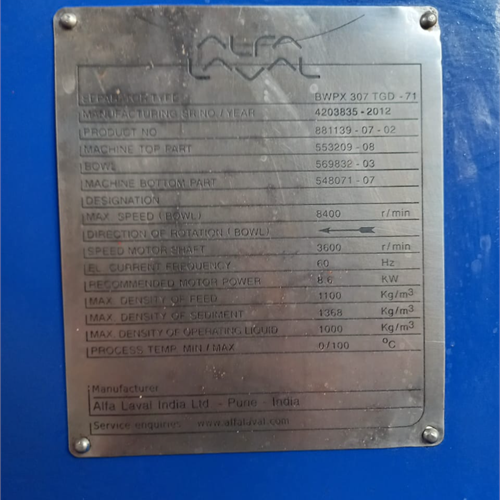 ALFA
LAVAL
SEPARATOR TYPE BWPX 307 TGD - 71
MANUFACTURING SR.NO. / YEAR 4203835 - 2012
PRODUCT NO 881139 - 07 - 02
MACHINE TOP PART 553209 - 08
BOWL 569832 - 03
MACHINE BOTTOM PART 548071 - 07
DESIGNATION
MAX. SPEED (BOWL) 8400 r/min
DIRECTION OF ROTATION (BOWL)
SPEED MOTOR SHAFT 3600 r/min
EL. CURRENT FREQUENCY 60 Hz
RECOMMENDED MOTOR POWER 8.6 KW
MAX. DENSITY OF FEED 1100 Kg/m³
MAX. DENSITY OF SEDIMENT 1368 Kg/m³
MAX. DENSITY OF OPERATING LIQUID 1000 Kg/m³
PROCESS TEMP. MIN / MAX 0/100 °C
Manufacturer
Alfa Laval India Ltd - Pune - India
Service enquiries www.alfalaval.com